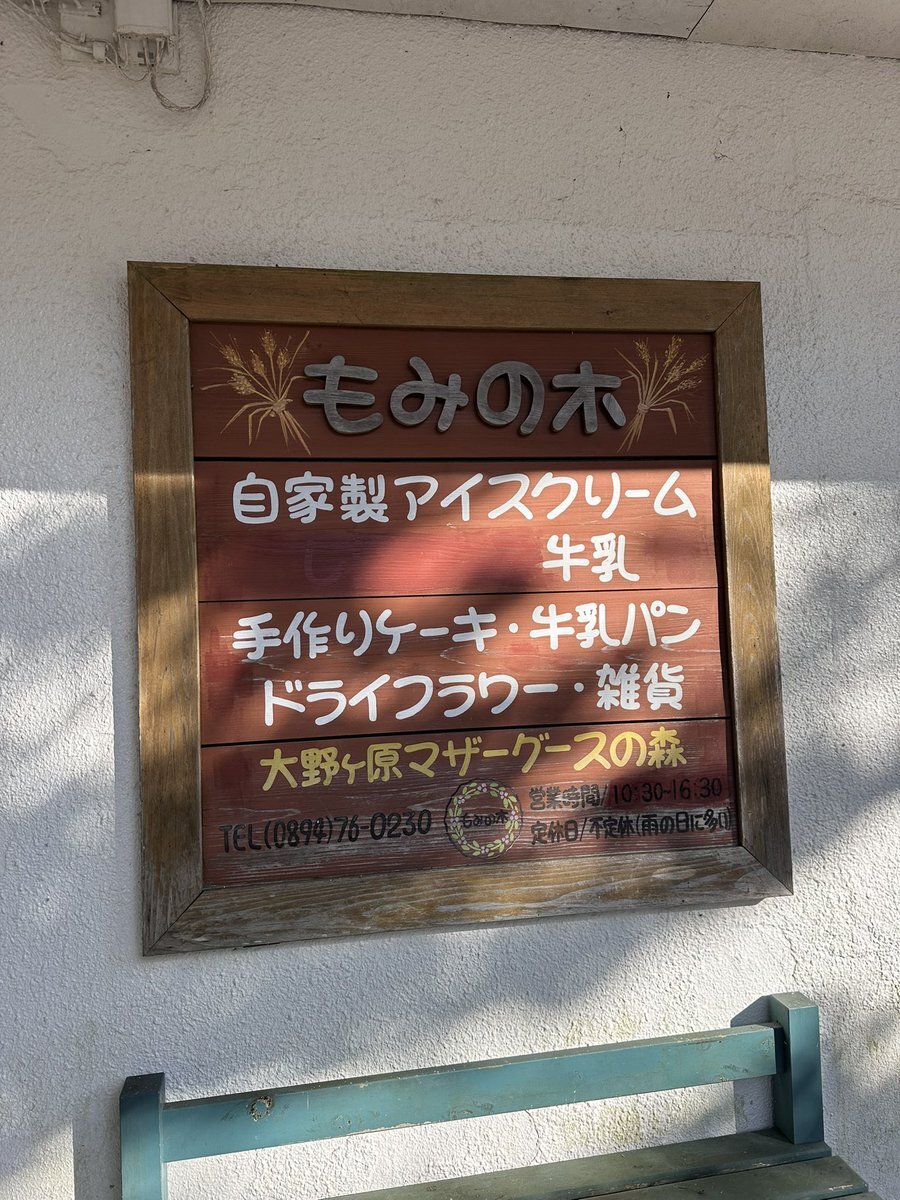 もみの木
自家製アイスクリーム
牛乳
手作りケーキ・牛乳パン
ドライフラワー・雑貨
大野ヶ原マザーグースの森
TEL(0894)76-0230
もみの木
営業時間/10:30~16:30
定休日/不定休(雨の日に多い)